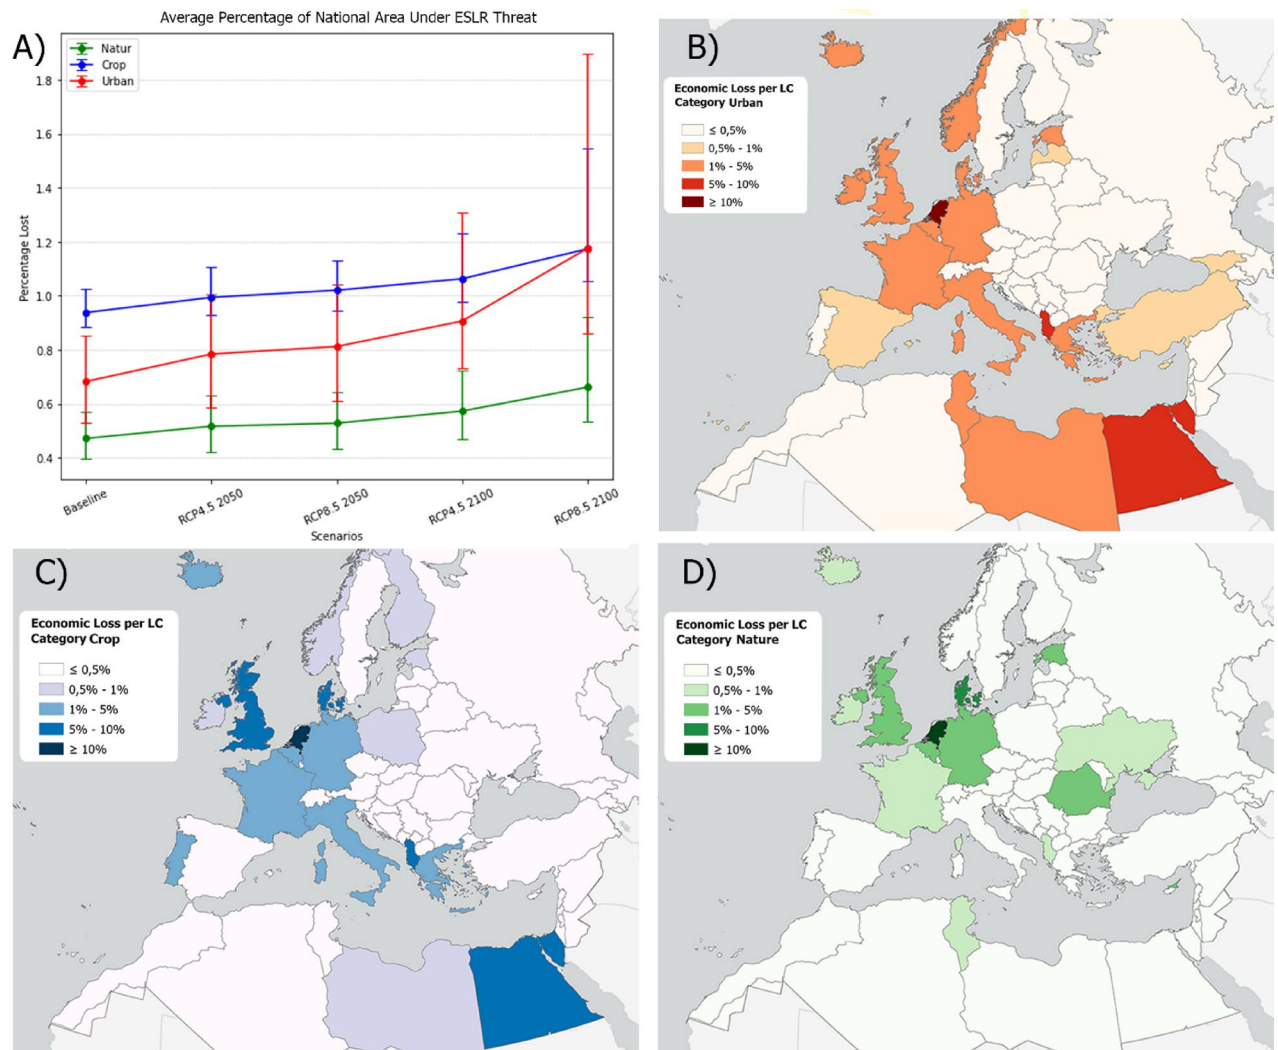 Average Percentage of National Area Under ESLR Threat
A)
Natur
Crop
Urban
1.8
1.6
1.4
1.2
1.0
0.8
0.6
0.4
Percentage Lost
Baseline
RCP4.5 2050
RCP8.5 2050
RCP4.5 2100
RCP8.5 2100
Scenarios
B)
Economic Loss per LC
Category Urban
≤ 0,5%
0,5% - 1%
1% - 5%
5% - 10%
≥ 10%
C)
Economic Loss per LC
Category Crop
≤ 0,5%
0,5% - 1%
1% - 5%
5% - 10%
≥ 10%
D)
Economic Loss per LC
Category Nature
≤ 0,5%
0,5% - 1%
1% - 5%
5% - 10%
≥ 10%